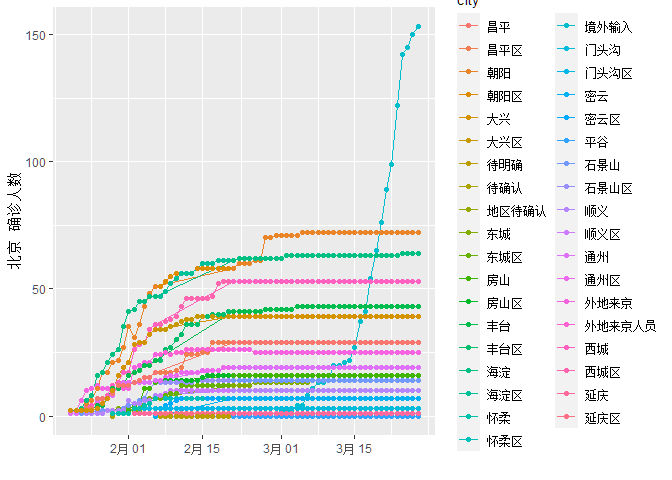 City
150
100
50
0
北京 确诊人数
2月 01
2月 15
3月 01
3月 15
昌平
昌平区
朝阳
朝阳区
大兴
大兴区
待明确
待确认
地区待确认
东城
东城区
房山
房山区
丰台
丰台区
海淀
海淀区
怀柔
怀柔区
境外输入
门头沟
门头沟区
密云
密云区
平谷
石景山
石景山区
顺义
顺义区
通州
通州区
外地来京
外地来京人员
西城
西城区
延庆
延庆区